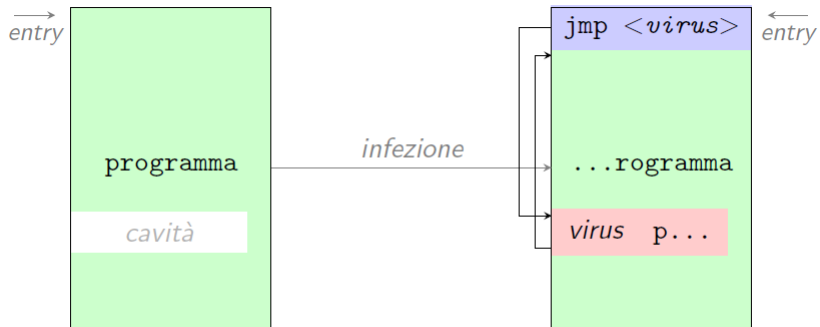 entry
jmp <virus>
entry
infezione
programma
...rogramma
cavità
virus p...